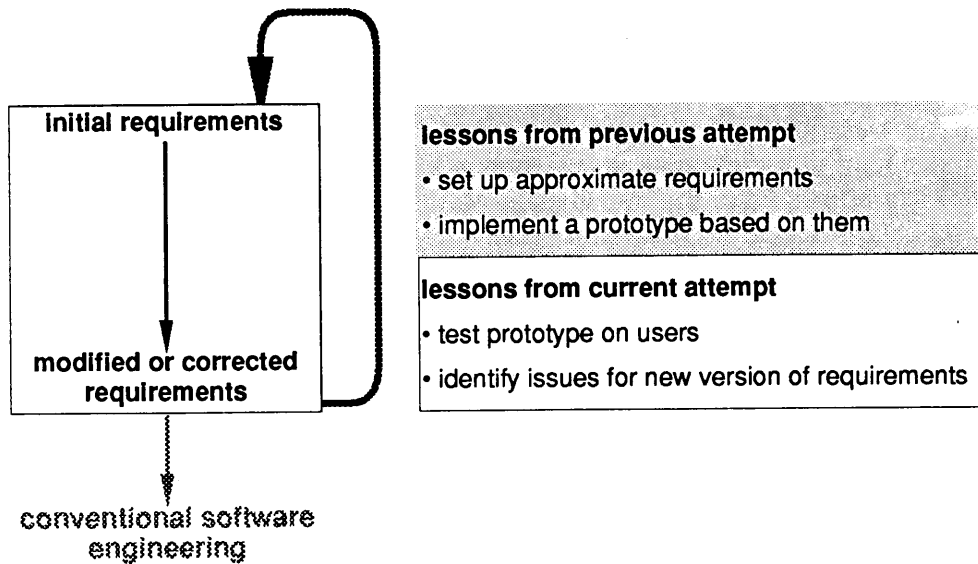 initial requirements
modified or corrected
requirements
conventional software
engineering
lessons from previous attempt
• set up approximate requirements
• implement a prototype based on them
lessons from current attempt
• test prototype on users
• identify issues for new version of requirements